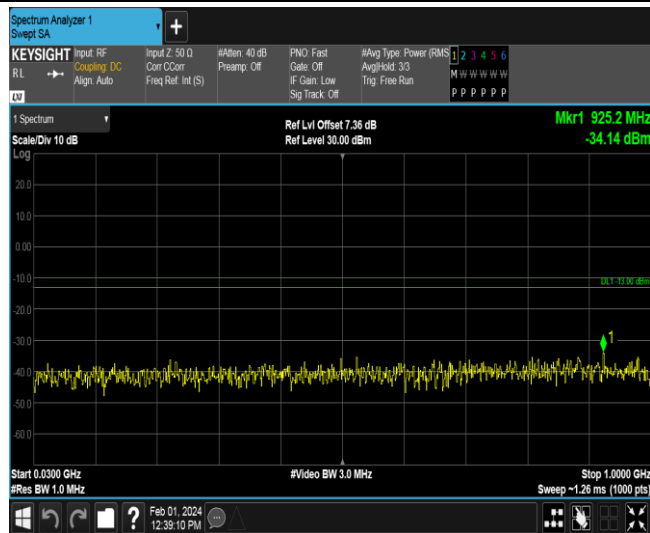 Spectrum Analyzer 1
Swept SA
+
KEYSIGHT
RL
Input: RF
Coupling: DC
Align: Auto
Input Z: 50 Ω
Corr CCorr
Freq Ref: Int (S)
#Atten: 40 dB
Preamp: Off
PNO: Fast
Gate: Off
IF Gain: Low
Sig Track: Off
#Avg Type: Power (RMS
Avg|Hold: 3/3
Trig: Free Run
1 2 3 4 5 6
M W W W W W
P P P P P P
1 Spectrum
Scale/Div 10 dB
Log
Ref Lvl Offset 7.36 dB
Ref Level 30.00 dBm
Mkr1 925.2 MHz
-34.14 dBm
20.0
10.0
0.00
-10.0
DL1 -13.00 dBm
-20.0
-30.0
1
-40.0
-50.0
-60.0
Start 0.0300 GHz
#Res BW 1.0 MHz
#Video BW 3.0 MHz
Stop 1.0000 GHz
Sweep ~1.26 ms (1000 pts)
?
Feb 01, 2024
12:39:10 PM